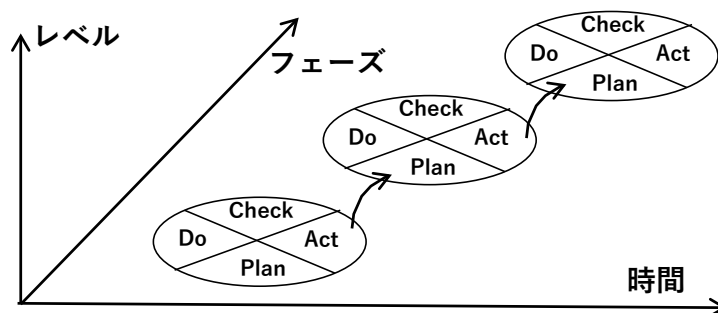 レベル
フェーズ
Check
Do
Act
Plan
Check
Do
Act
Plan
Check
Do
Act
Plan
時間